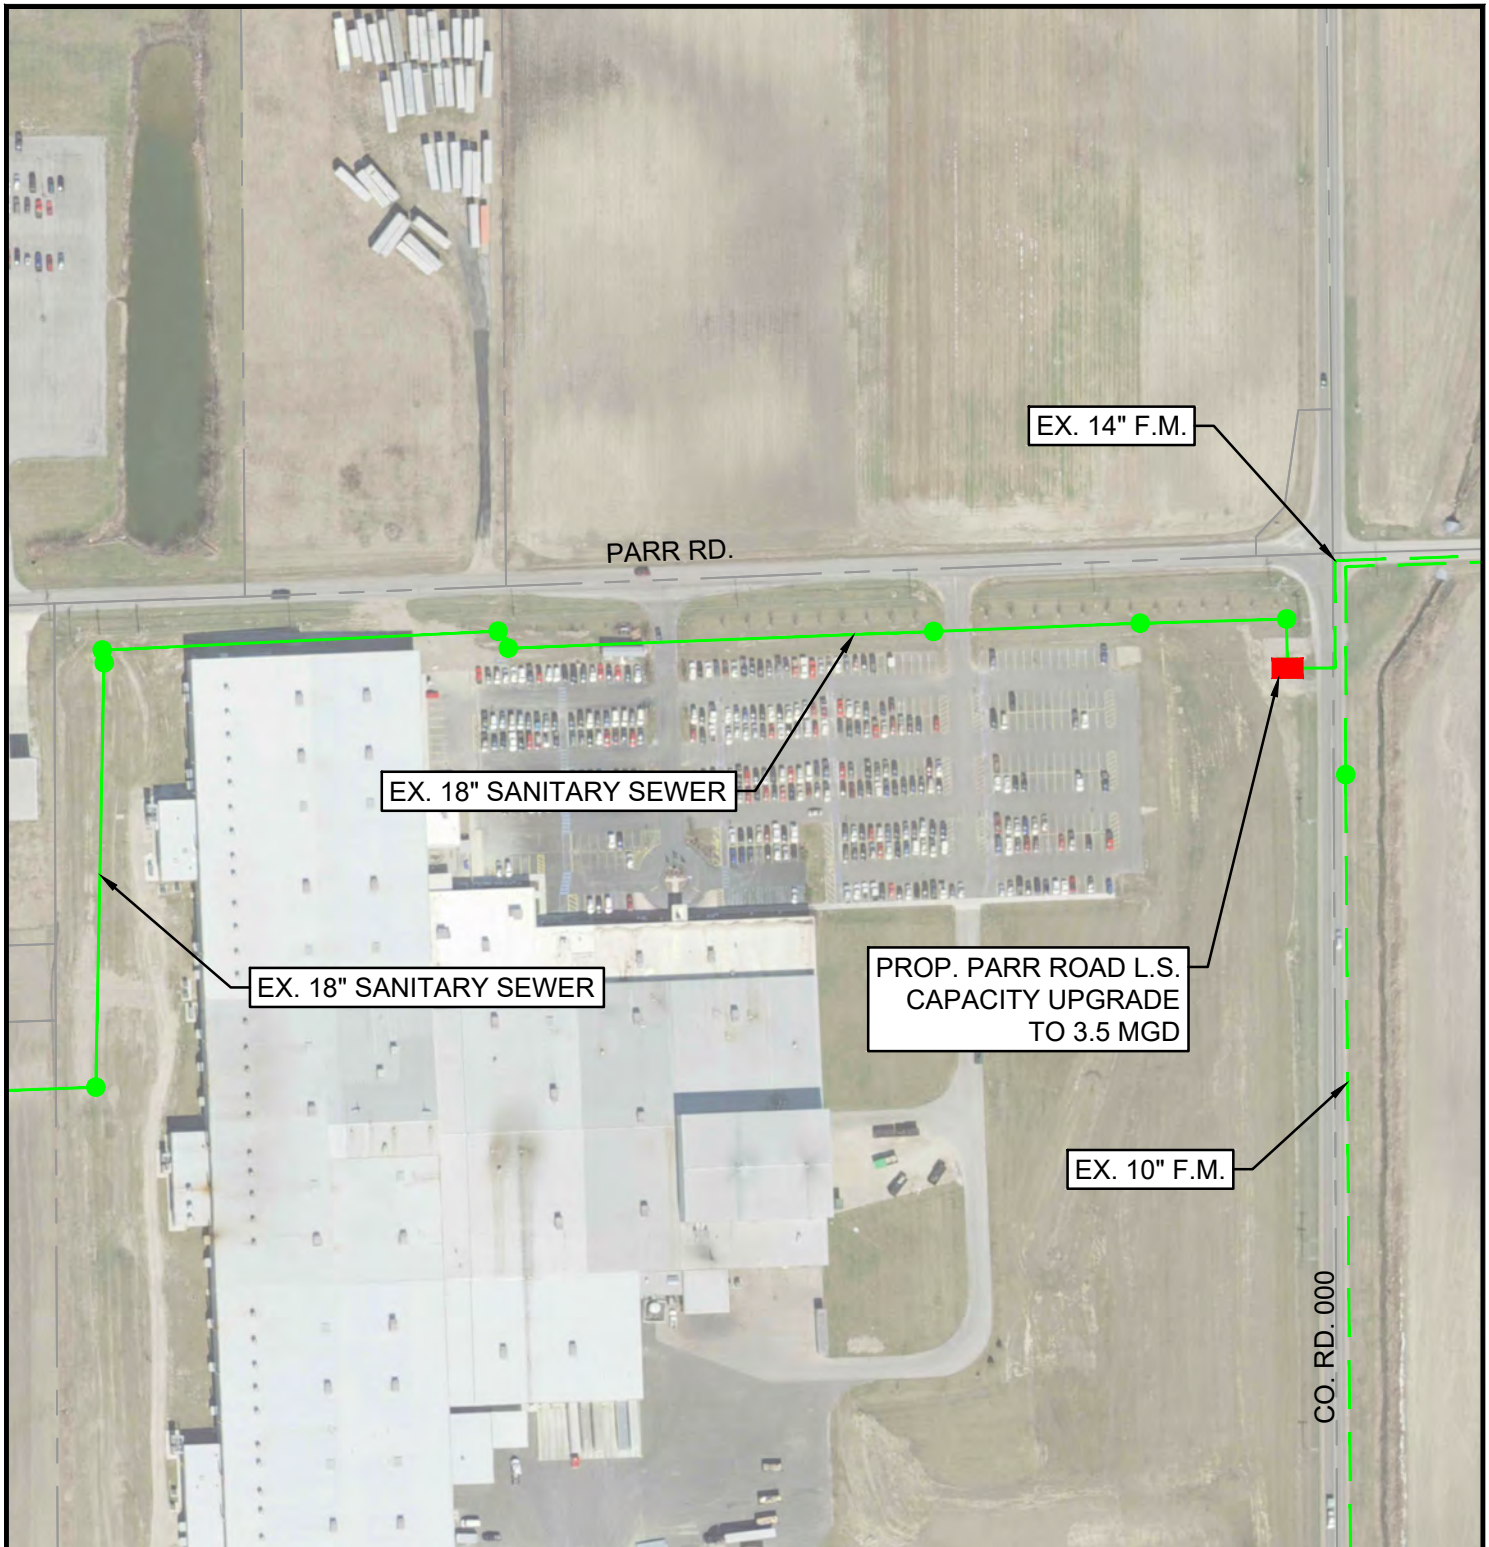 EX. 14" F.M.
PARR RD.
EX. 18" SANITARY SEWER
PROP. PARR ROAD L.S.
CAPACITY UPGRADE
TO 3.5 MGD
EX. 18" SANITARY SEWER
EX. 10" F.M.
CO. RD. 000